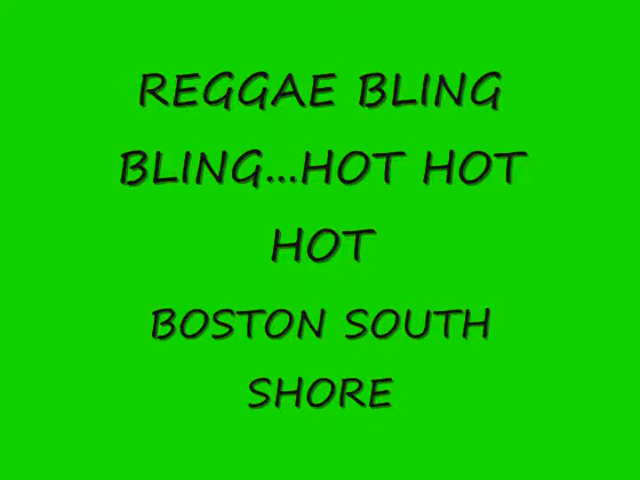 REGGAE BLING
BLING...HOT HOT
HOT
BOSTON SOUTH
SHORE